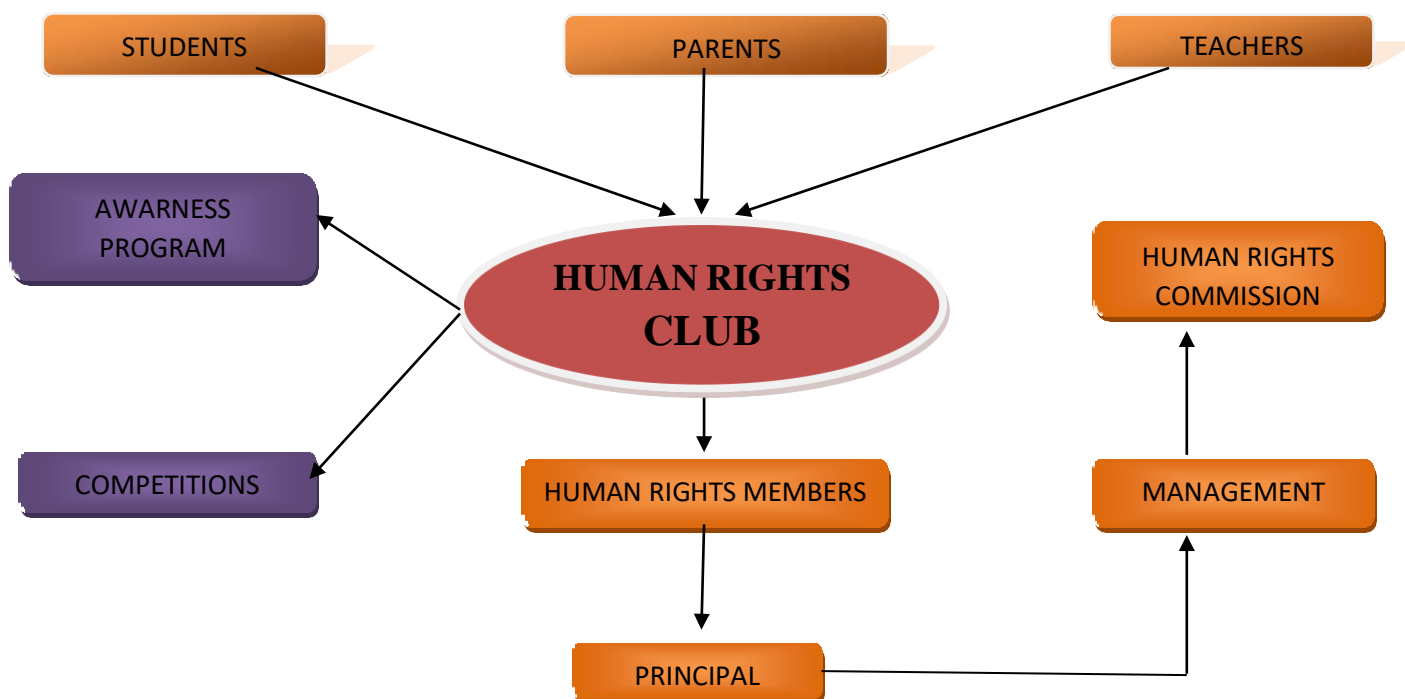 STUDENTS
PARENTS
TEACHERS
AWARNESS
PROGRAM
HUMAN RIGHTS
CLUB
HUMAN RIGHTS
COMMISSION
COMPETITIONS
HUMAN RIGHTS MEMBERS
MANAGEMENT
PRINCIPAL